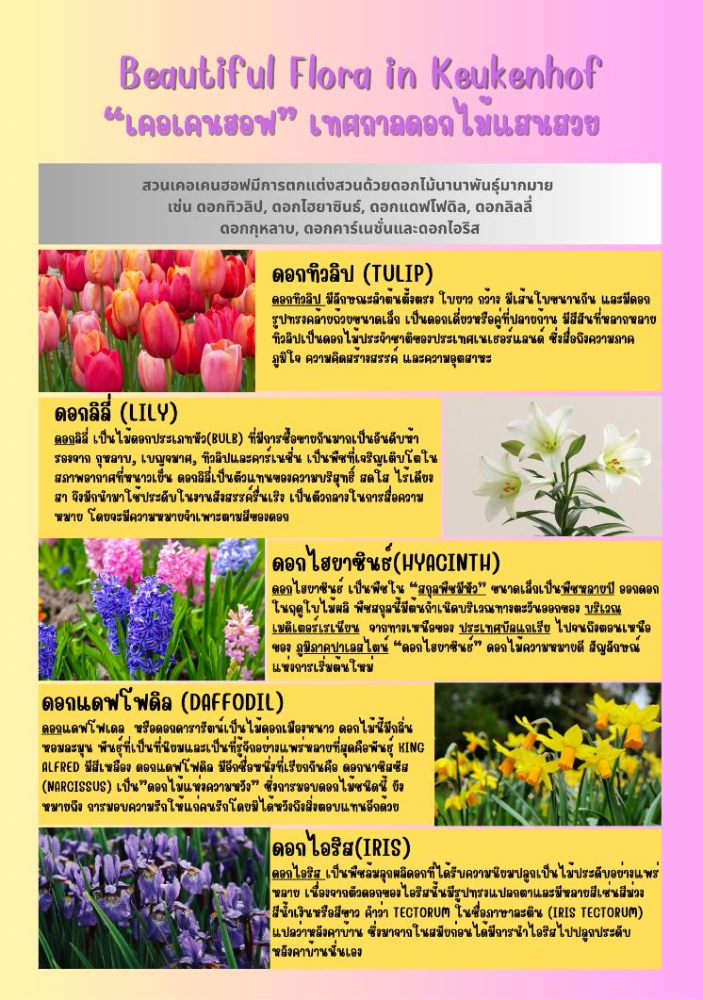 Beautiful Flora in Keukenhof
“เคอเคนฮอฟ” เทศกาลดอกไม้แสนสวย
สวนเคอเคนฮอฟมีการตกแต่งสวนด้วยดอกไม้นานาพันธุ์มากมาย
เช่น ดอกทิวลิป, ดอกไฮยาซินธ์, ดอกแดฟโฟดิล, ดอกลิลลี่
ดอกกุหลาบ, ดอกคาร์เนชั่นและดอกไอริส
ดอกทิวลิป (TULIP)
ดอกทิวลิป มีลักษณะลำต้นตั้งตรง ใบยาว กว้าง มีเส้นใบขนานกัน และมีดอก
รูปทรงคล้ายถ้วยขนาดเล็ก เป็นดอกเดี่ยวหรือคู่ที่ปลายก้าน มีสีสันที่หลากหลาย
ทิวลิปเป็นดอกไม้ประจำชาติของประเทศเนเธอร์แลนด์ ซึ่งสื่อถึงความภาค
ภูมิใจ ความคิดสร้างสรรค์ และความอุตสาหะ
ดอกลิลี่ (LILY)
ดอกลิลี่ เป็นไม้ดอกประเภทหัว(BULB) ที่มีการซื้อขายกันมากเป็นอันดับห้า
รองจาก กุหลาบ, เบญจมาศ, ทิวลิปและคาร์เนชั่น เป็นพืชที่เจริญเติบโตใน
สภาพอากาศที่หนาวเย็น ดอกลิลี่เป็นตัวแทนของความบริสุทธิ์ สดใส ไร้เดียง
สา จึงมักนำมาใช้ประดับในงานสังสรรค์รื่นเริง เป็นตัวกลางในการสื่อความ
หมาย โดยจะมีความหมายจำเพาะตามสีของดอก
ดอกไฮยาซินธ์(HYACINTH)
ดอกไฮยาซินธ์ เป็นพืชใน “สกุลพืชมีหัว” ขนาดเล็กเป็นพืชหลายปี ออกดอก
ในฤดูใบไม้ผลิ พืชสกุลนี้มีต้นกำเนิดบริเวณทางตะวันออกของ บริเวณ
เมดิเตอร์เรเนียน จากทางเหนือของ ประเทศบัลแกเรีย ไปจนถึงตอนเหนือ
ของ ภูมิภาคปาเลสไตน์ “ดอกไฮยาซินธ์” ดอกไม้ความหมายดี สัญลักษณ์
แห่งการเริ่มต้นใหม่
ดอกแดฟโฟดิล (DAFFODIL)
ดอกแดฟโฟเดล หรือดอกดารารัตน์เป็นไม้ดอกเมืองหนาว ดอกไม้นี้มีกลิ่น
หอมละมุน พันธุ์ที่เป็นที่นิยมและเป็นที่รู้จักอย่างแพร่หลายที่สุดคือพันธุ์ KING
ALFRED มีสีเหลือง ดอกแดฟโฟดิล มีอีกชื่อหนึ่งที่เรียกกันคือ ดอกนาซิสซัส
(NARCISSUS) เป็น”ดอกไม้แห่งความหวัง” ซึ่งการมอบดอกไม้ชนิดนี้ ยัง
หมายถึง การมอบความรักให้แก่คนรักโดยมิได้หวังถึงสิ่งตอบแทนอีกด้วย
ดอกไอริส(IRIS)
ดอกไอริส เป็นพืชล้มลุกผลิดอกที่ได้รับความนิยมปลูกเป็นไม้ประดับอย่างแพร่
หลาย เนื่องจากตัวดอกของไอริสนั้นมีรูปทรงแปลกตาและมีหลายสีเช่นสีม่วง
สีน้ำเงินหรือสีขาว คำว่า TECTORUM ในชื่อภาษาละติน (IRIS TECTORUM)
แปลว่าหลังคาบ้าน ซึ่งมาจากในสมัยก่อนได้มีการนำไอริสไปปลูกประดับ
หลังคาบ้านนั่นเอง